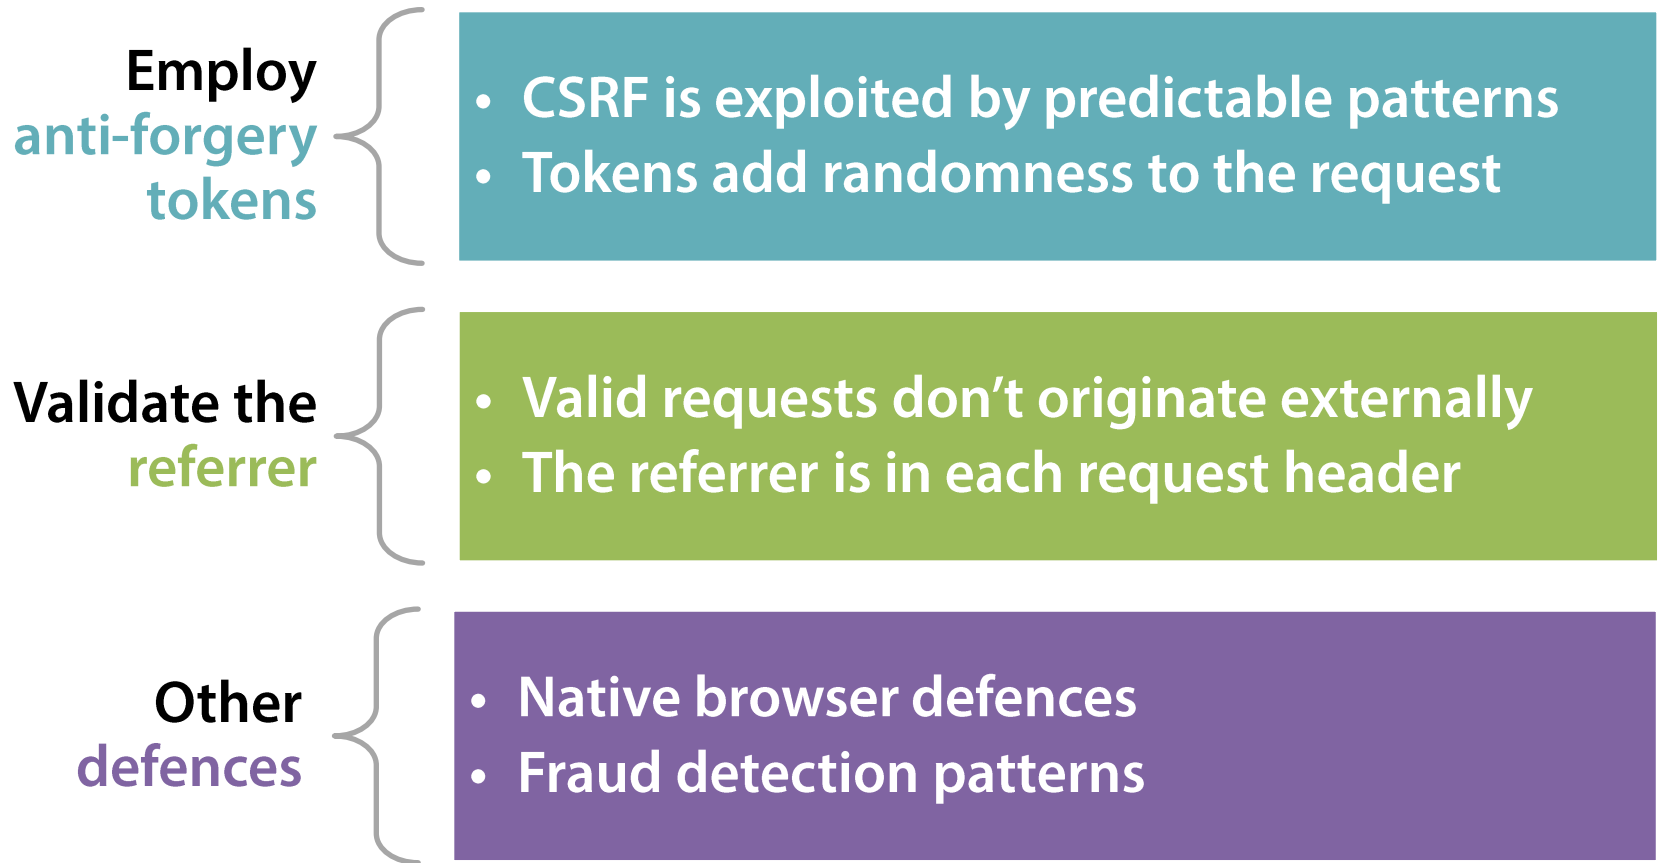 Employ
anti-forgery
tokens
• CSRF is exploited by predictable patterns
• Tokens add randomness to the request
Validate the
referrer
• Valid requests don’t originate externally
• The referrer is in each request header
Other
defences
• Native browser defences
• Fraud detection patterns